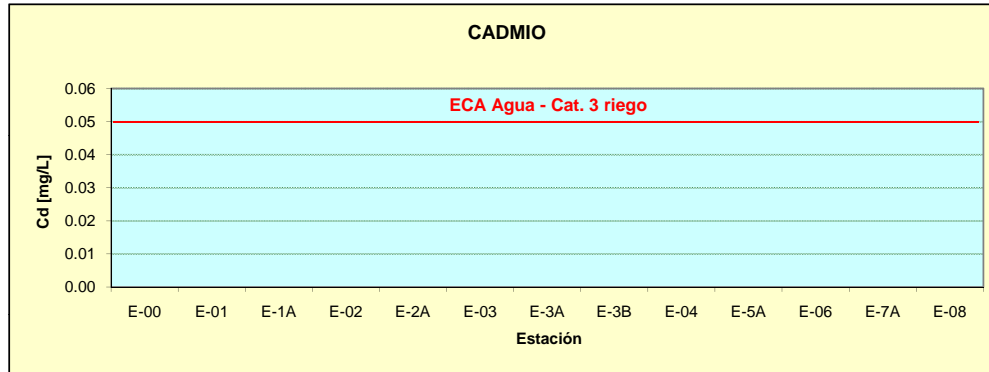 CADMIO
ECA Agua - Cat. 3 riego
Cd [mg/L]
0.06
0.05
0.04
0.03
0.02
0.01
0.00
E-00 E-01 E-1A E-02 E-2A E-03 E-3A E-3B E-04 E-5A E-06 E-7A E-08
Estación